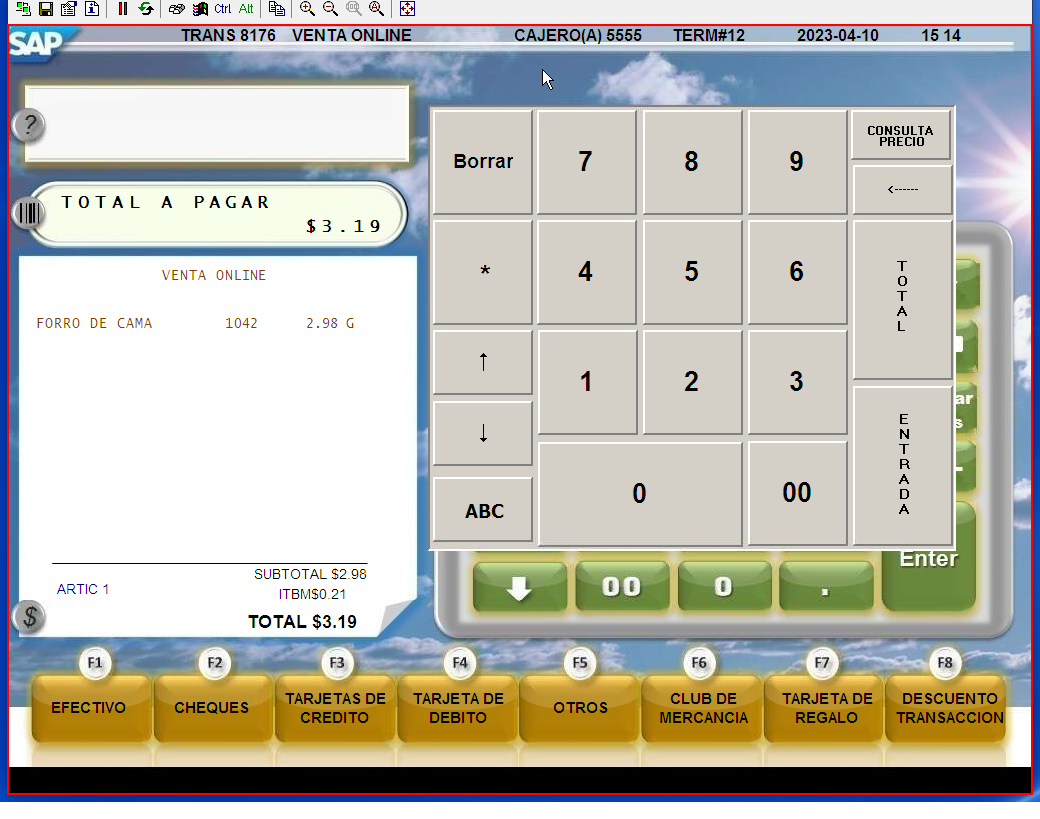 Ctrl Alt
SAP
TRANS 8176 VENTA ONLINE CAJERO(A) 5555 TERM#12 2023-04-10 15 14
?
TOTAL A PAGAR
$3.19
VENTA ONLINE
FORRO DE CAMA 1042 2.98 G
SUBTOTAL $2.98
ARTIC 1
ITBM$0.21
TOTAL $3.19
$
Borrar 7 8 9 CONSULTA
PRECIO
<------
* 4 5 6 TOTAL
↑ 1 2 3
↓
ENTRADA
ABC 0 00
ar
s
Enter
00 0 .
F1 F2 F3 F4 F5 F6 F7 F8
EFECTIVO
CHEQUES
TARJETAS DE
CREDITO
TARJETA DE
DEBITO
OTROS
CLUB DE
MERCANCIA
TARJETA DE
REGALO
DESCUENTO
TRANSACCION